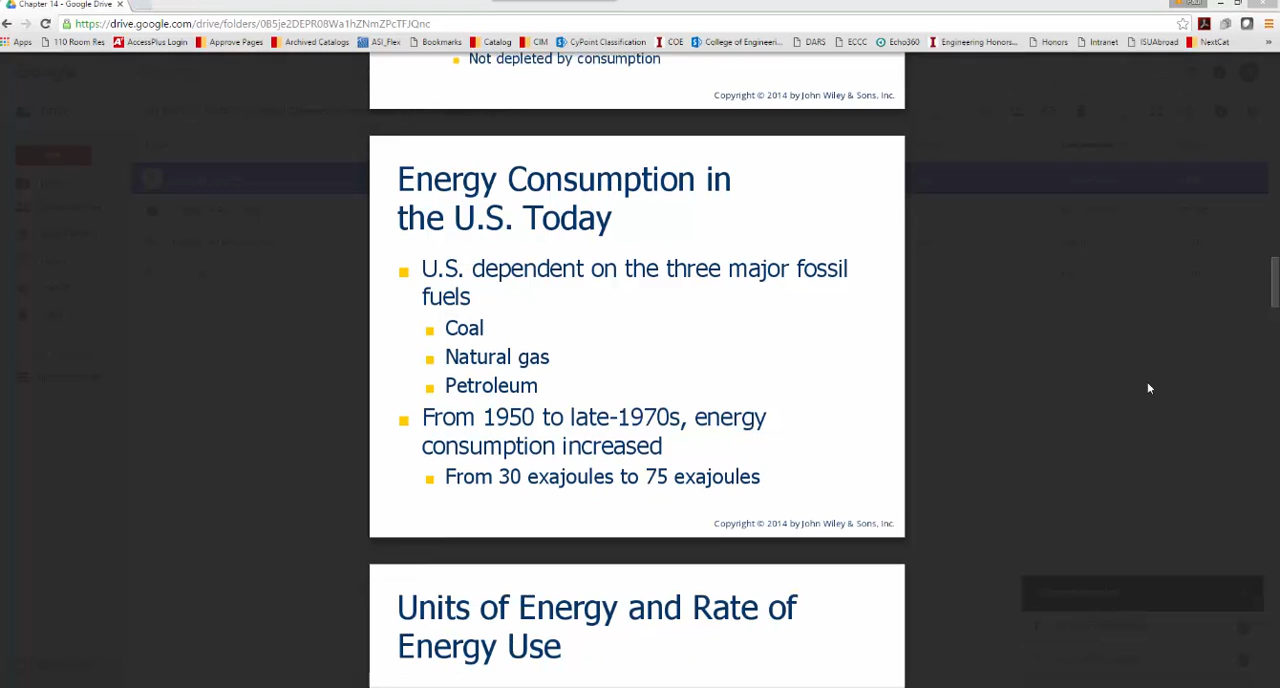 Chapter 14 - Google Drive
https://drive.google.com/drive/folders/0B5je2DEPR08Wa1hZNmZPcTFJQnc
Apps 110 Room Res AccessPlus Login Approve Pages Archived Catalogs ASI_Flex Bookmarks Catalog CIM CyPoint Classification COE College of Engineeri... DARS ECCC Echo360 Engineering Honors... Honors Intranet ISUAbroad NextCat »
Not depleted by consumption
Copyright © 2014 by John Wiley & Sons, Inc.
Energy Consumption in
the U.S. Today
U.S. dependent on the three major fossil
fuels
Coal
Natural gas
Petroleum
From 1950 to late-1970s, energy
consumption increased
From 30 exajoules to 75 exajoules
Copyright © 2014 by John Wiley & Sons, Inc.
Units of Energy and Rate of
Energy Use